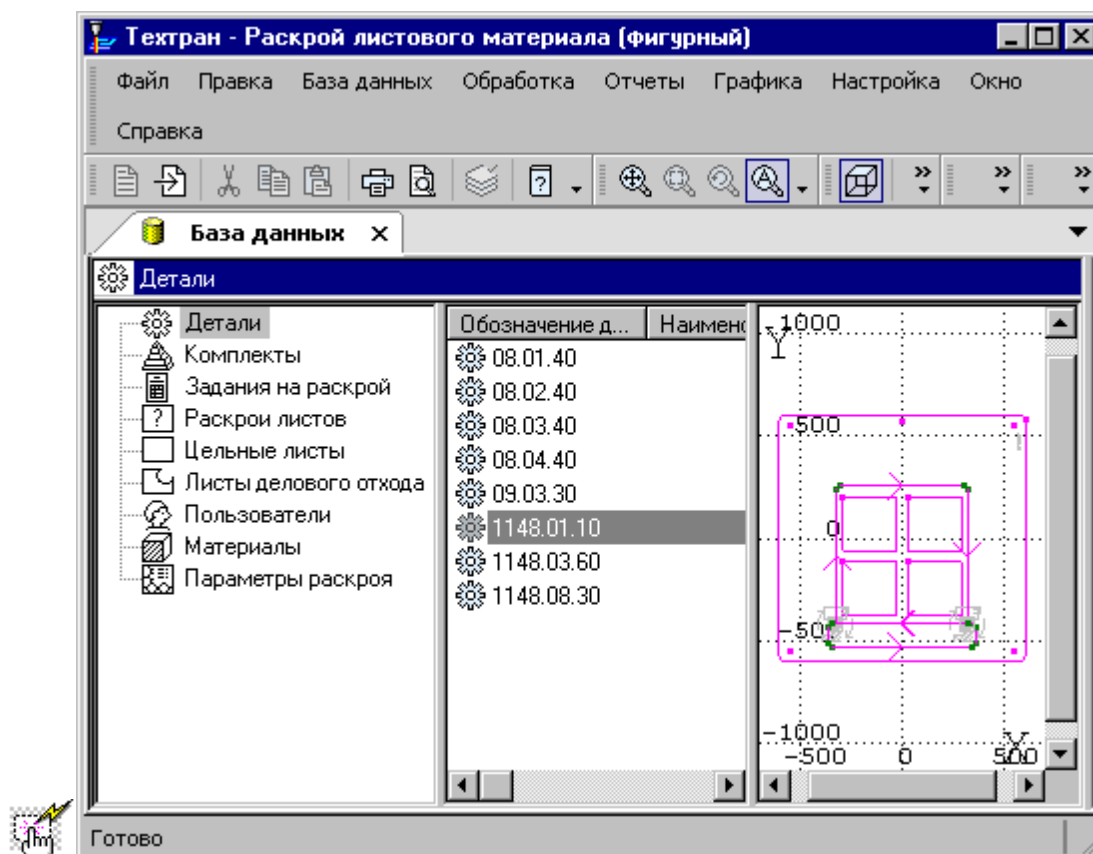 Техтран - Раскрой листового материала (фигурный)
Файл Правка База данных Обработка Отчеты Графика Настройка Окно
Справка
База данных
Детали
Детали
Комплекты
Задания на раскрой
Раскрои листов
Цельные листы
Листы делового отхода
Пользователи
Материалы
Параметры раскроя
Обозначение д... Наимено
08.01.40
08.02.40
08.03.40
08.04.40
09.03.30
1148.01.10
1148.03.60
1148.08.30
1000
Y
500
0
-500
-1000
-500 0 500
X
Готово